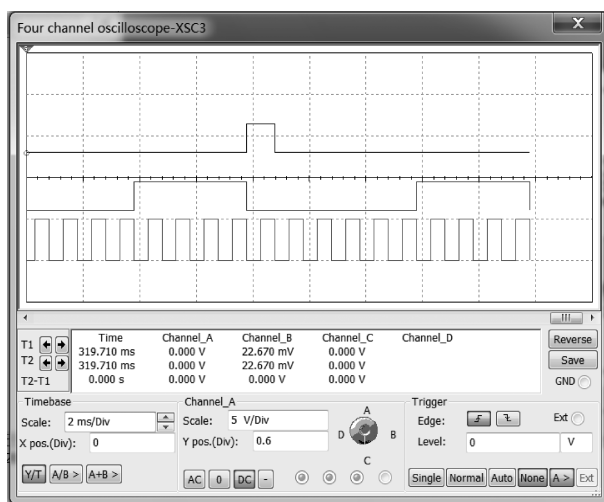 Four channel oscilloscope-XSC3
X
Time Channel_A Channel_B Channel_C Channel_D
T1 319.710 ms 0.000 V 22.670 mV 0.000 V
T2 319.710 ms 0.000 V 22.670 mV 0.000 V
T2-T1 0.000 s 0.000 V 0.000 V 0.000 V
Reverse
Save
GND
Timebase
Scale: 2 ms/Div
X pos.(Div): 0
Y/T A/B > A+B >
Channel_A
Scale: 5 V/Div
Y pos.(Div): 0.6
AC 0 DC -
A
D B
C
Trigger
Edge: Ext
Level: 0 V
Single Normal Auto None A > Ext